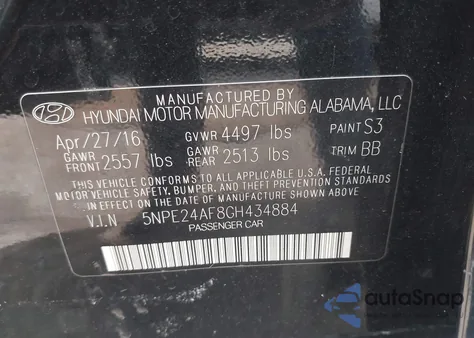 MANUFACTURED BY
HYUNDAI MOTOR MANUFACTURING ALABAMA, LLC
Apr/27/16 GVWR 4497 lbs PAINT S3
GAWR FRONT 2557 lbs GAWR REAR 2513 lbs TRIM BB
THIS VEHICLE CONFORMS TO ALL APPLICABLE U.S.A. FEDERAL
MOTOR VEHICLE SAFETY, BUMPER, AND THEFT PREVENTION
STANDARDS IN EFFECT ON THE DATE OF MANUFACTURE SHOWN ABOVE.
V.I.N 5NPE24AF8GH434884
PASSENGER CAR
autoSnap